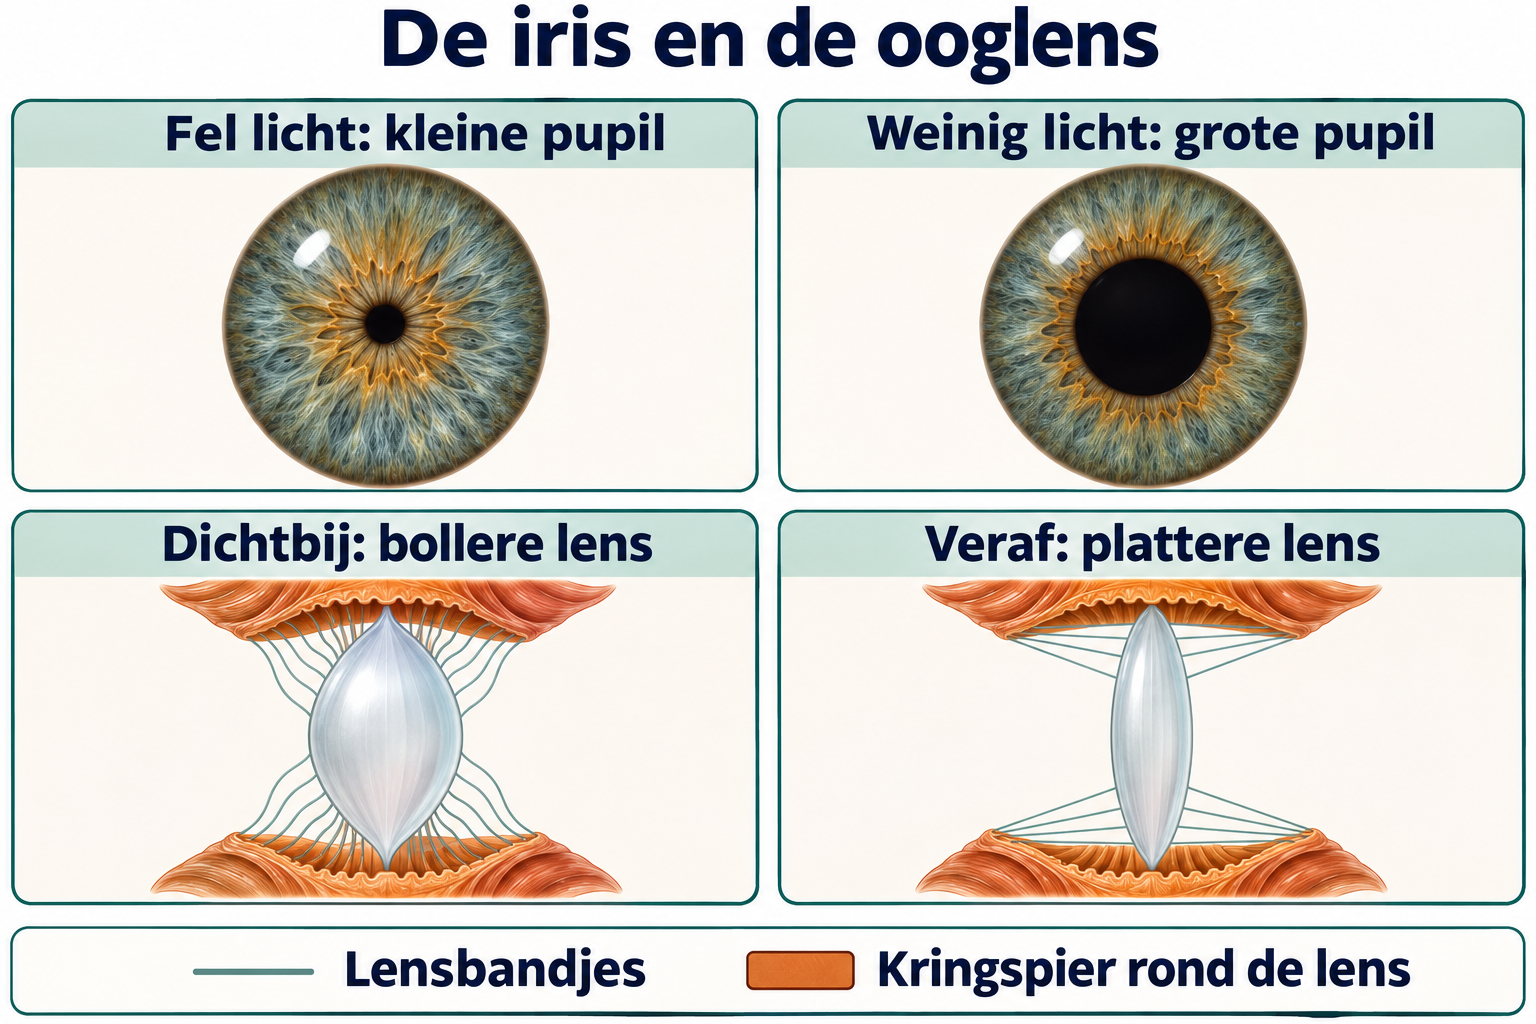 De iris en de ooglens
Fel licht: kleine pupil
Weinig licht: grote pupil
Dichtbij: bollere lens
Veraf: plattere lens
Lensbandjes
Kringspier rond de lens